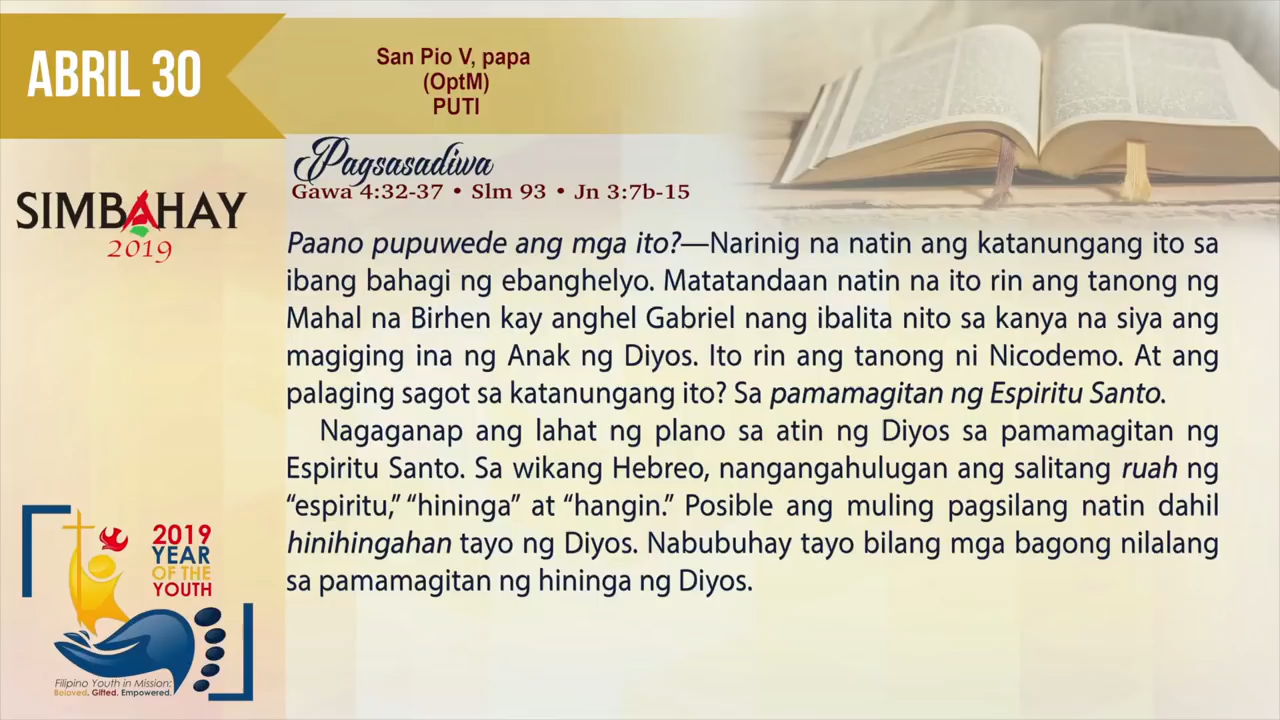 ABRIL 30
San Pio V, papa
(OptM)
PUTI
Pagsasadiwa
Gawa 4:32-37 • Slm 93 • Jn 3:7b-15
SIMBAHAY
2019
Paano pupuwede ang mga ito?—Narinig na natin ang katanungang ito sa
ibang bahagi ng ebanghelyo. Matatandaan natin na ito rin ang tanong ng
Mahal na Birhen kay anghel Gabriel nang ibalita nito sa kanya na siya ang
magiging ina ng Anak ng Diyos. Ito rin ang tanong ni Nicodemo. At ang
palaging sagot sa katanungang ito? Sa pamamagitan ng Espiritu Santo.
Nagaganap ang lahat ng plano sa atin ng Diyos sa pamamagitan ng
Espiritu Santo. Sa wikang Hebreo, nangangahulugan ang salitang ruah ng
“espiritu,” “hininga” at “hangin.” Posible ang muling pagsilang natin dahil
hinihingahan tayo ng Diyos. Nabubuhay tayo bilang mga bagong nilalang
sa pamamagitan ng hininga ng Diyos.
2019
YEAR
OF THE
YOUTH
Filipino Youth in Mission:
Beloved. Gifted. Empowered.